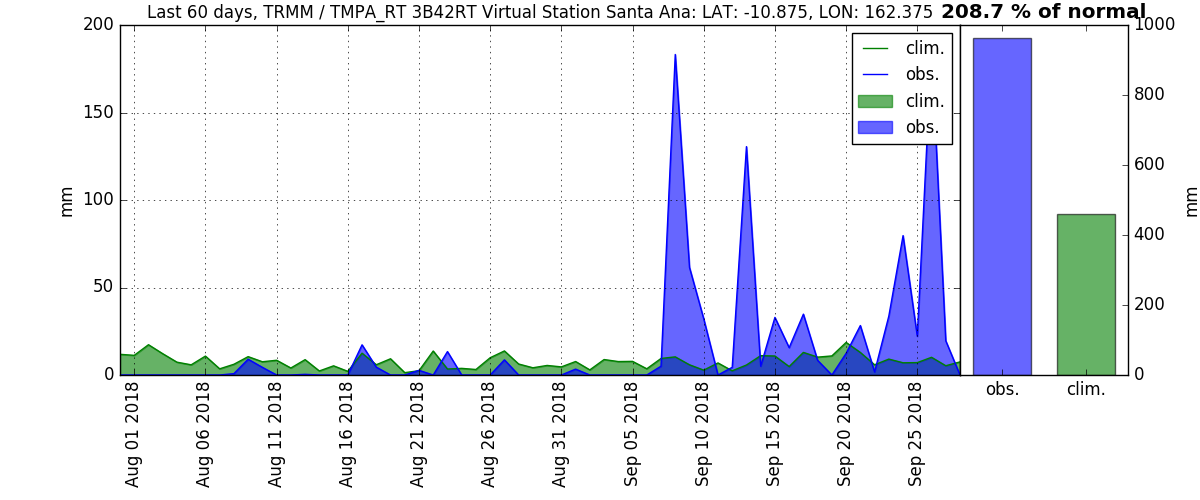 Last 60 days, TRMM / TMPA_RT 3B42RT Virtual Station Santa Ana: LAT: -10.875, LON: 162.375 208.7 % of normal
200
150
100
50
0
mm
clim.
obs.
clim.
obs.
1000
800
600
400
200
0
mm
Aug 01 2018
Aug 06 2018
Aug 11 2018
Aug 16 2018
Aug 21 2018
Aug 26 2018
Aug 31 2018
Sep 05 2018
Sep 10 2018
Sep 15 2018
Sep 20 2018
Sep 25 2018
obs.
clim.